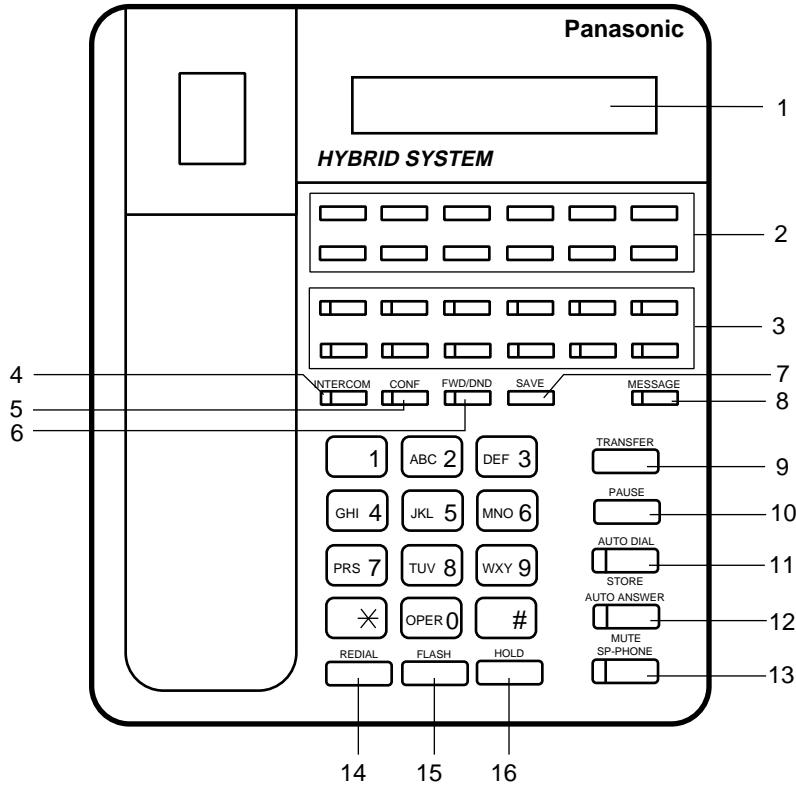 Panasonic
1
HYBRID SYSTEM
2
3
4
7
INTERCOM CONF FWD/DND SAVE MESSAGE
5
8
6
TRANSFER
1 ABC 2 DEF 3
9
PAUSE
GHI 4 JKL 5 MNO 6
10
AUTO DIAL
PRS 7 TUV 8 WXY 9
11
STORE
AUTO ANSWER
* OPER 0 #
12
MUTE
REDIAL FLASH HOLD SP-PHONE
13
14 15 16